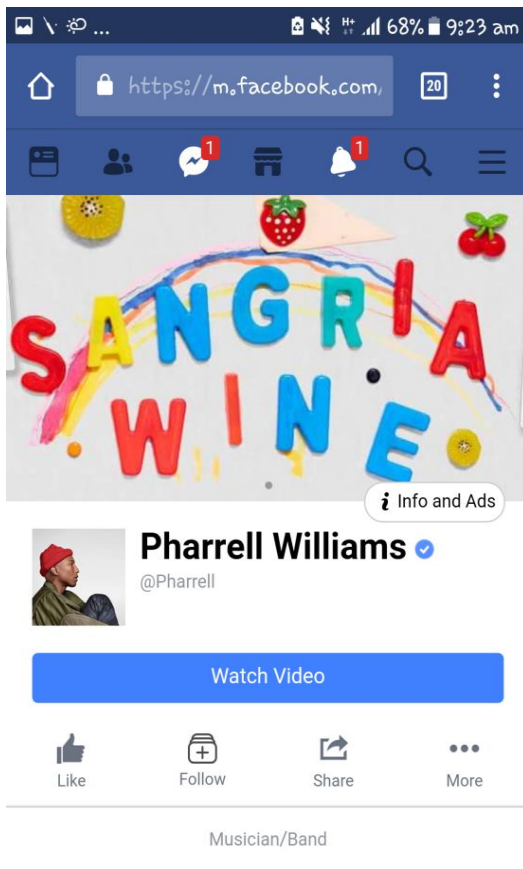 ... H+ 68% 9:23 am
https://m.facebook.com/ 20
1 1
SANGRIA
WINE
i Info and Ads
Pharrell Williams
@Pharrell
Watch Video
Like Follow Share More
Musician/Band